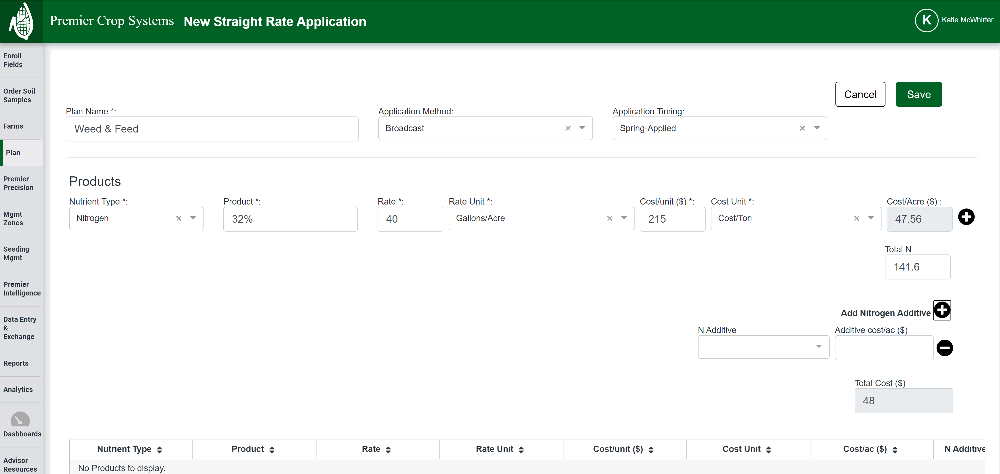 Premier Crop Systems New Straight Rate Application
K Katie McWhirter
Enroll
Fields
Order Soil
Samples
Farms
Plan
Premier
Precision
Mgmt
Zones
Seeding
Mgmt
Premier
Intelligence
Data Entry
&
Exchange
Reports
Analytics
Dashboards
Advisor
Resources
Cancel Save
Plan Name *: Application Method: Application Timing:
Weed & Feed Broadcast × Spring-Applied ×
Products
Nutrient Type *: Product *: Rate *: Rate Unit *: Cost/unit ($) *: Cost Unit *: Cost/Acre ($) :
Nitrogen × 32% 40 Gallons/Acre × 215 Cost/Ton × 47.56
Total N
141.6
Add Nitrogen Additive
N Additive Additive cost/ac ($)
Total Cost ($)
48
Nutrient Type Product Rate Rate Unit Cost/unit ($) Cost Unit Cost/ac ($) N Additive
No Products to display.